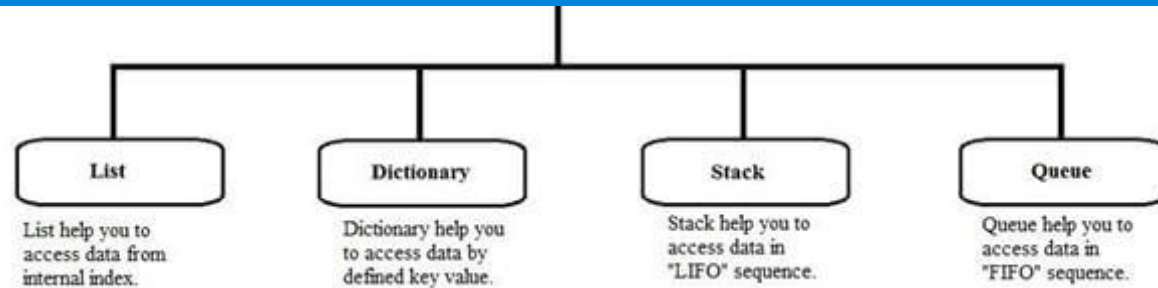 List
List help you to
access data from
internal index.
Dictionary
Dictionary help you
to access data by
defined key value.
Stack
Stack help you to
access data in
"LIFO" sequence.
Queue
Queue help you to
access data in
"FIFO" sequence.